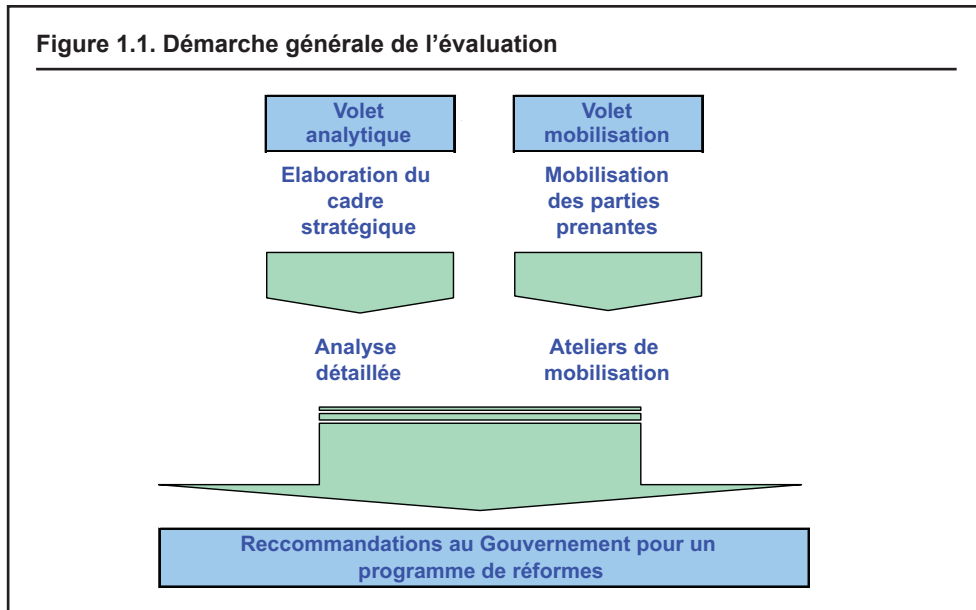 Figure 1.1. Démarche générale de l'évaluation
Volet
analytique
Elaboration du
cadre
stratégique
Analyse
détaillée
Volet
mobilisation
Mobilisation
des parties
prenantes
Ateliers de
mobilisation
Reccommandations au Gouvernement pour un
programme de réformes